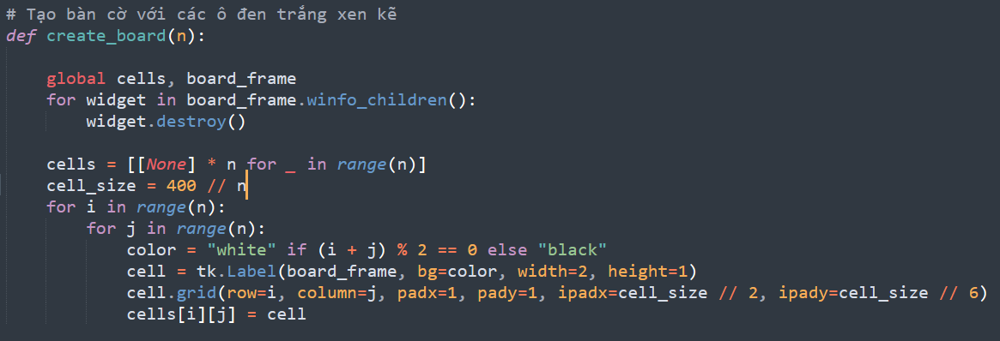 # Tạo bàn cờ với các ô đen trắng xen kẽ
def create_board(n):
    global cells, board_frame
    for widget in board_frame.winfo_children():
        widget.destroy()
    cells = [[None] * n for _ in range(n)]
    cell_size = 400 // n
    for i in range(n):
        for j in range(n):
            color = "white" if (i + j) % 2 == 0 else "black"
            cell = tk.Label(board_frame, bg=color, width=2, height=1)
            cell.grid(row=i, column=j, padx=1, pady=1, ipadx=cell_size // 2, ipady=cell_size // 6)
            cells[i][j] = cell